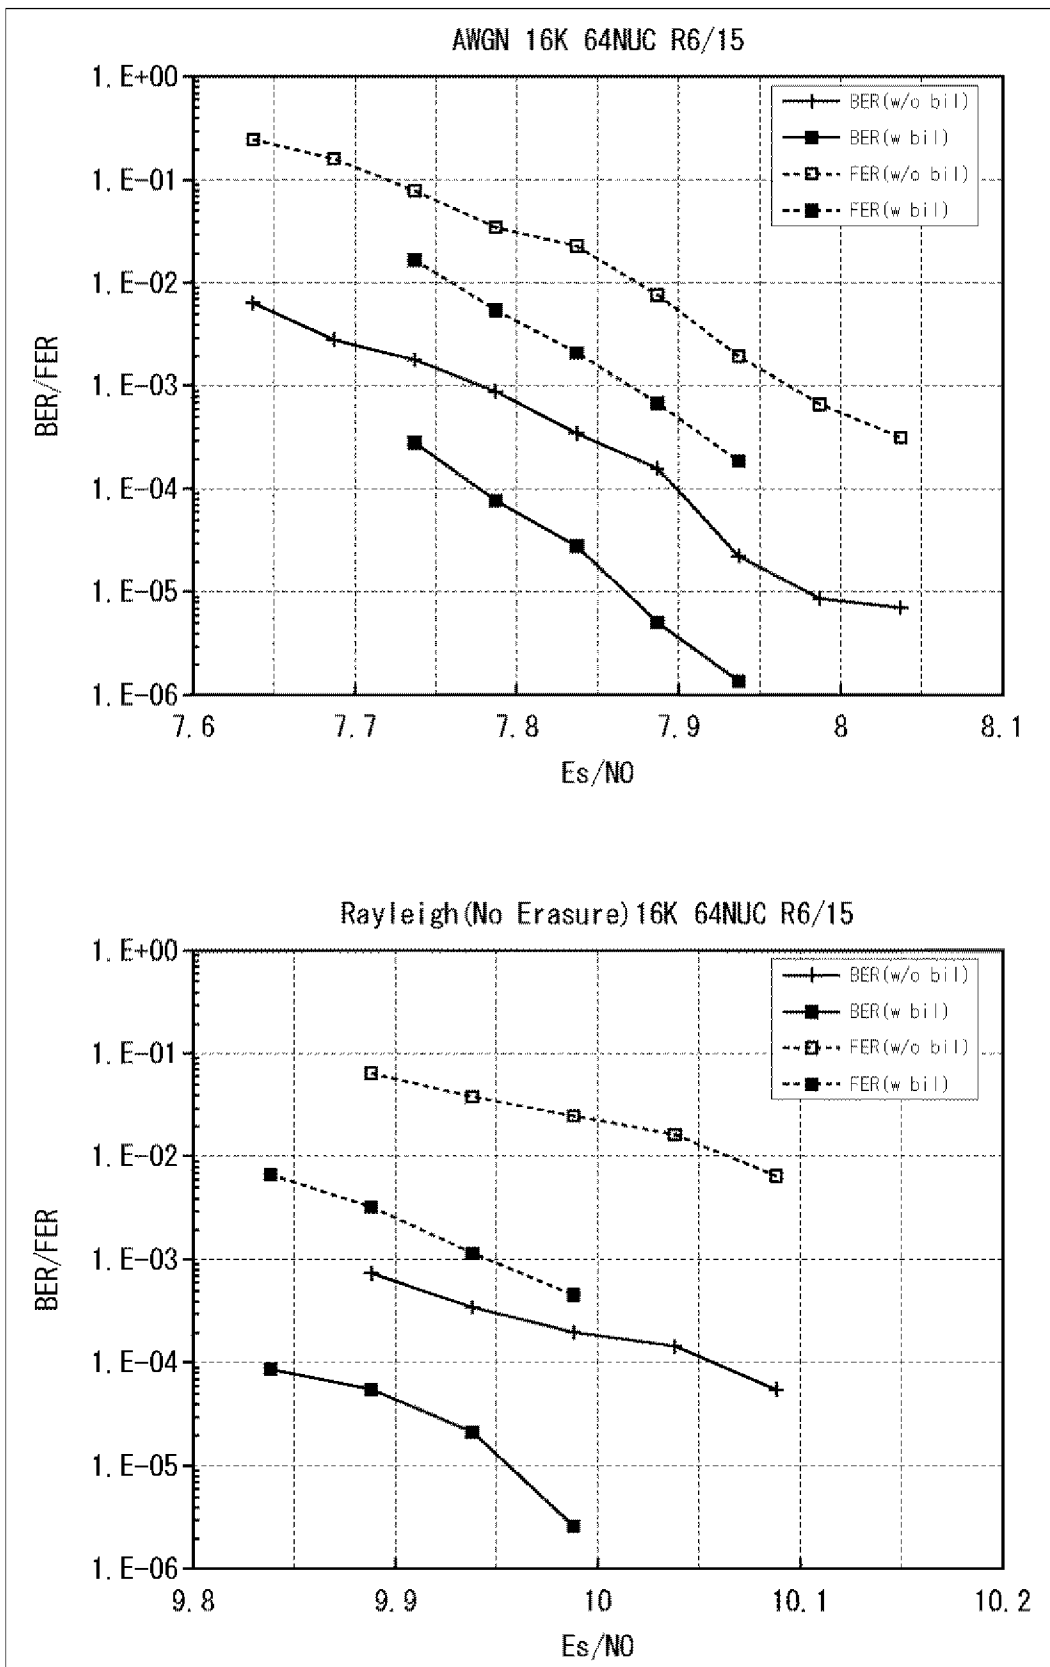 AWGN 16K 64NUC R6/15
1.E+00
1.E-01
1.E-02
1.E-03
1.E-04
1.E-05
1.E-06
BER/FER
BER(w/o bil)
BER(w bil)
FER(w/o bil)
FER(w bil)
7.6 7.7 7.8 7.9 8 8.1
Es/N0
Rayleigh(No Erasure)16K 64NUC R6/15
1.E+00
1.E-01
1.E-02
1.E-03
1.E-04
1.E-05
1.E-06
BER/FER
BER(w/o bil)
BER(w bil)
FER(w/o bil)
FER(w bil)
9.8 9.9 10 10.1 10.2
Es/N0